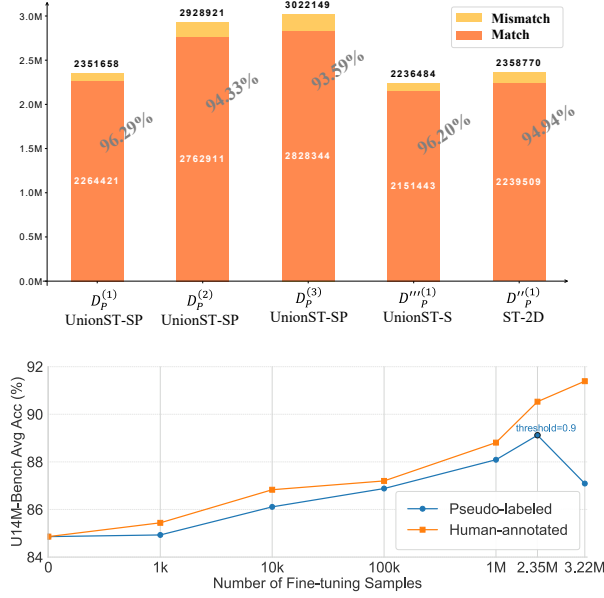 3.0M
2.5M
2.0M
1.5M
1.0M
0.5M
0.0M
Mismatch
Match
2351658
2928921
3022149
2236484
2358770
96.29%
94.33%
93.59%
96.20%
94.94%
2264421
2762911
2828344
2151443
2239509
D_P^(1)
UnionST-SP
D_P^(2)
UnionST-SP
D_P^(3)
UnionST-SP
D'''_P^(1)
UnionST-S
D''_P^(1)
ST-2D
U14M-Bench Avg Acc (%)
92
90
88
86
84
threshold=0.9
Pseudo-labeled
Human-annotated
0 1k 10k 100k 1M 2.35M 3.22M
Number of Fine-tuning Samples